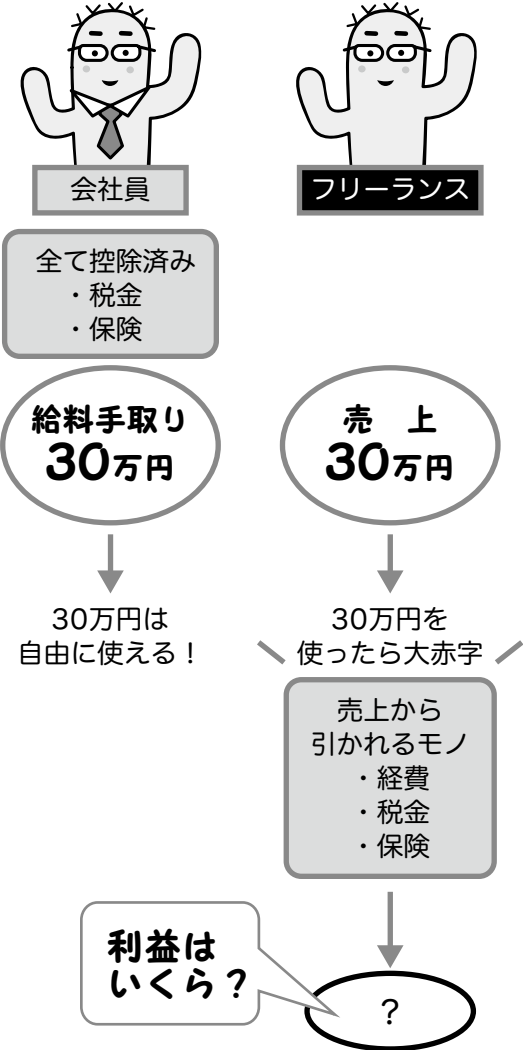 会社員
フリーランス
全て控除済み
・税金
・保険
給料手取り
30万円
売　上
30万円
30万円は
自由に使える！
30万円を
使ったら大赤字
売上から
引かれるモノ
・経費
・税金
・保険
利益は
いくら？
？